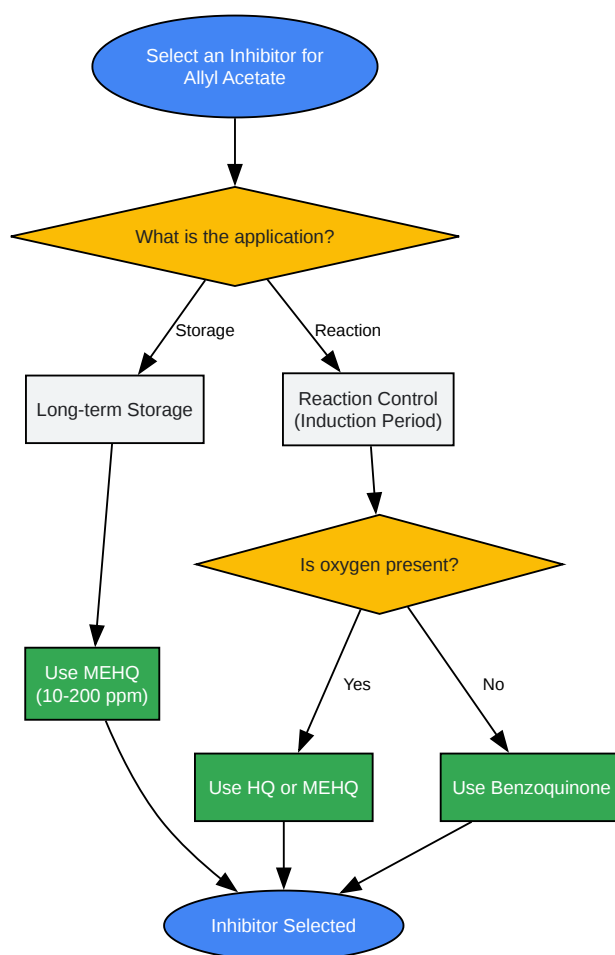 Select an Inhibitor for
Allyl Acetate
What is the application?
Storage
Reaction
Long-term Storage
Reaction Control
(Induction Period)
Is oxygen present?
Use MEHQ
(10-200 ppm)
Yes
No
Use HQ or MEHQ
Use Benzoquinone
Inhibitor Selected